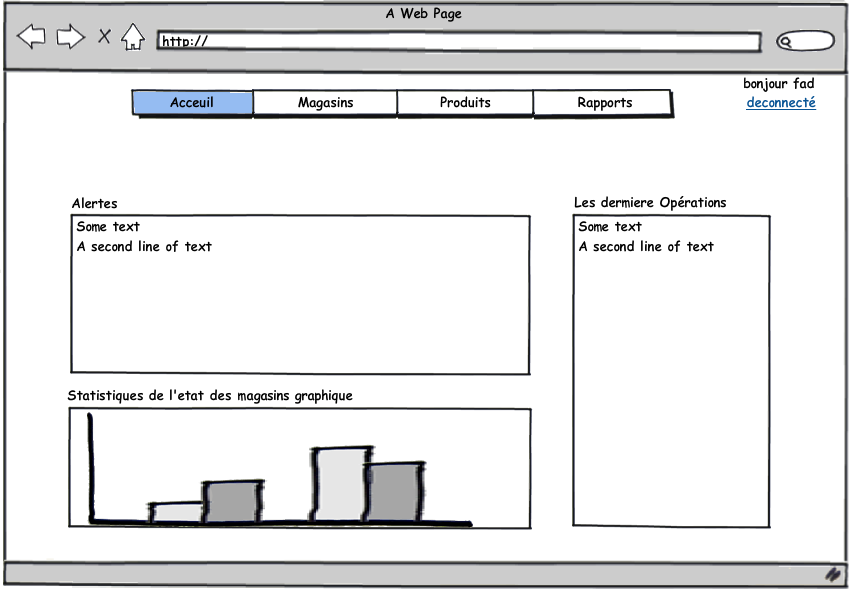 A Web Page
http://
bonjour fad
deconnecté
Acceuil
Magasins
Produits
Rapports
Alertes
Some text
A second line of text
Les dermiere Opérations
Some text
A second line of text
Statistiques de l'etat des magasins graphique